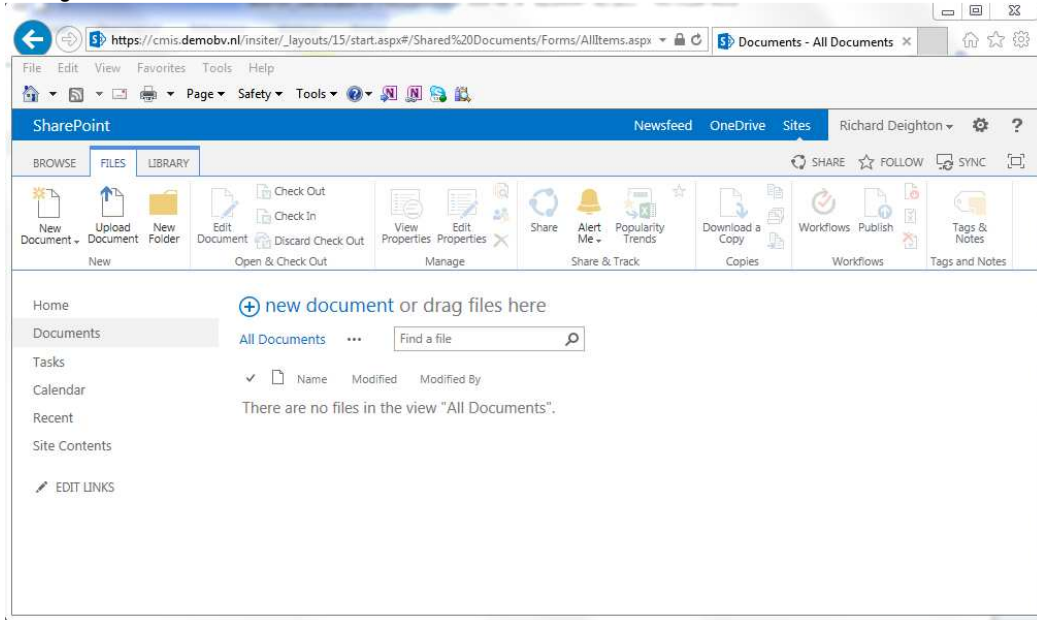 https://cmis.demobv.nl/insiter/_layouts/15/start.aspx#/Shared%20Documents/Forms/AllItems.aspx
Documents - All Documents
File Edit View Favorites Tools Help
Page Safety Tools
SharePoint Newsfeed OneDrive Sites Richard Deighton ?
BROWSE FILES LIBRARY SHARE FOLLOW SYNC
New Document
Upload Document
New Folder
New
Edit Document
Check Out
Check In
Discard Check Out
Open & Check Out
View Properties
Edit Properties
Manage
Share
Alert Me
Popularity Trends
Share & Track
Download a Copy
Copies
Workflows
Publish
Workflows
Tags & Notes
Tags and Notes
Home
Documents
Tasks
Calendar
Recent
Site Contents
EDIT LINKS
new document or drag files here
All Documents ... Find a file
Name Modified Modified By
There are no files in the view "All Documents".